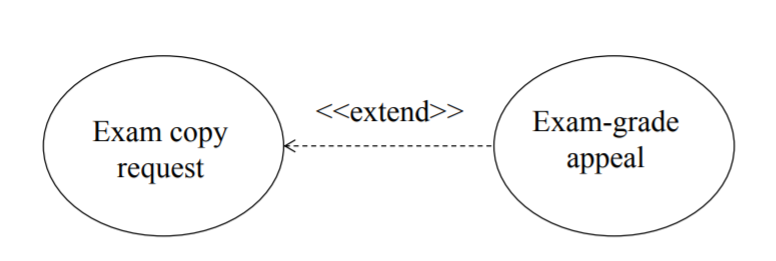 <<extend>>
Exam copy
request
Exam-grade
appeal